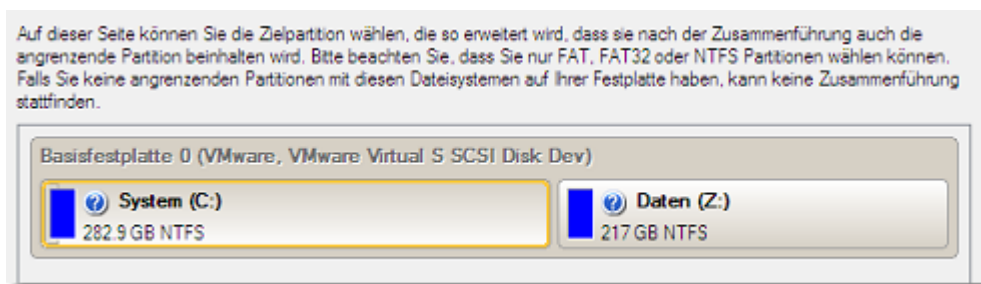 Auf dieser Seite können Sie die Zielpartition wählen, die so erweitert wird, dass sie nach der Zusammenführung auch die
angrenzende Partition beinhalten wird. Bitte beachten Sie, dass Sie nur FAT, FAT32 oder NTFS Partitionen wählen können.
Falls Sie keine angrenzenden Partitionen mit diesen Dateisystemen auf Ihrer Festplatte haben, kann keine Zusammenführung
stattfinden.
Basisfestplatte 0 (VMware, VMware Virtual S SCSI Disk Dev)
System (C:)
282.9 GB NTFS
Daten (Z:)
217 GB NTFS